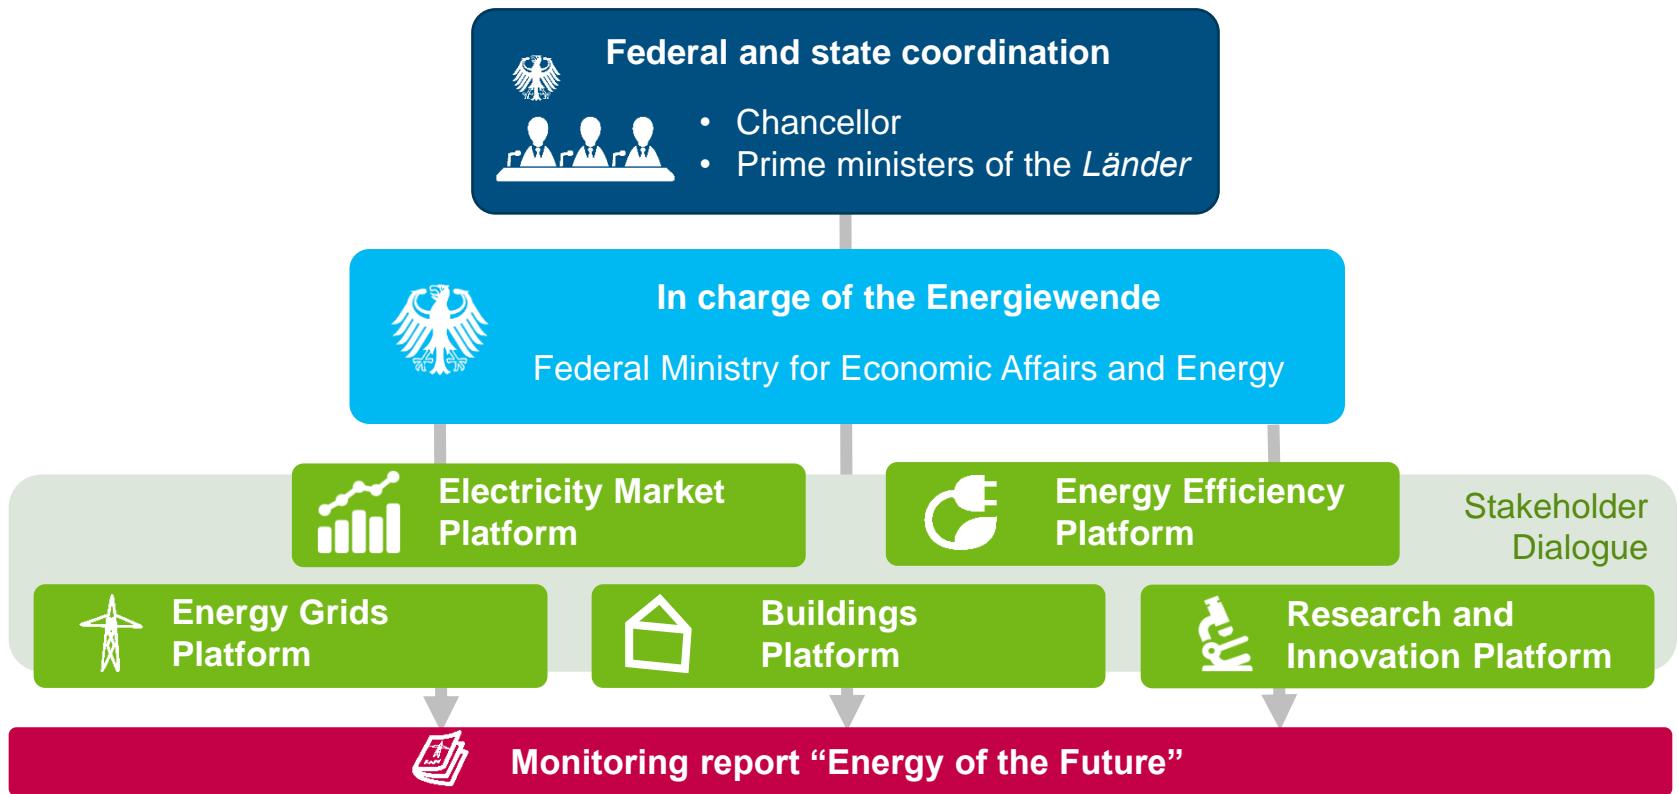 Federal and state coordination
• Chancellor
• Prime ministers of the Länder
In charge of the Energiewende
Federal Ministry for Economic Affairs and Energy
Electricity Market
Platform
Energy Efficiency
Platform
Stakeholder
Dialogue
Energy Grids
Platform
Buildings
Platform
Research and
Innovation Platform
Monitoring report “Energy of the Future”